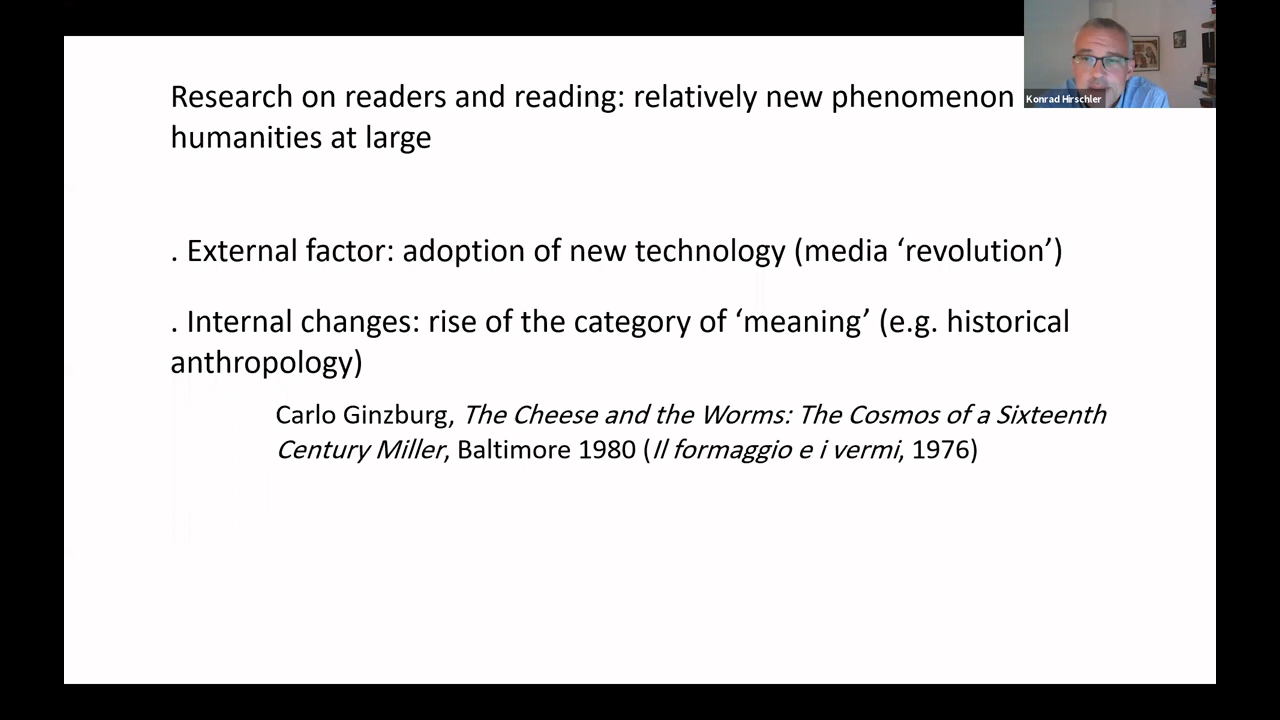 Research on readers and reading: relatively new phenomenon
humanities at large
. External factor: adoption of new technology (media ‘revolution’)
. Internal changes: rise of the category of ‘meaning’ (e.g. historical
anthropology)
Carlo Ginzburg, The Cheese and the Worms: The Cosmos of a Sixteenth
Century Miller, Baltimore 1980 (Il formaggio e i vermi, 1976)
Konrad Hirschler